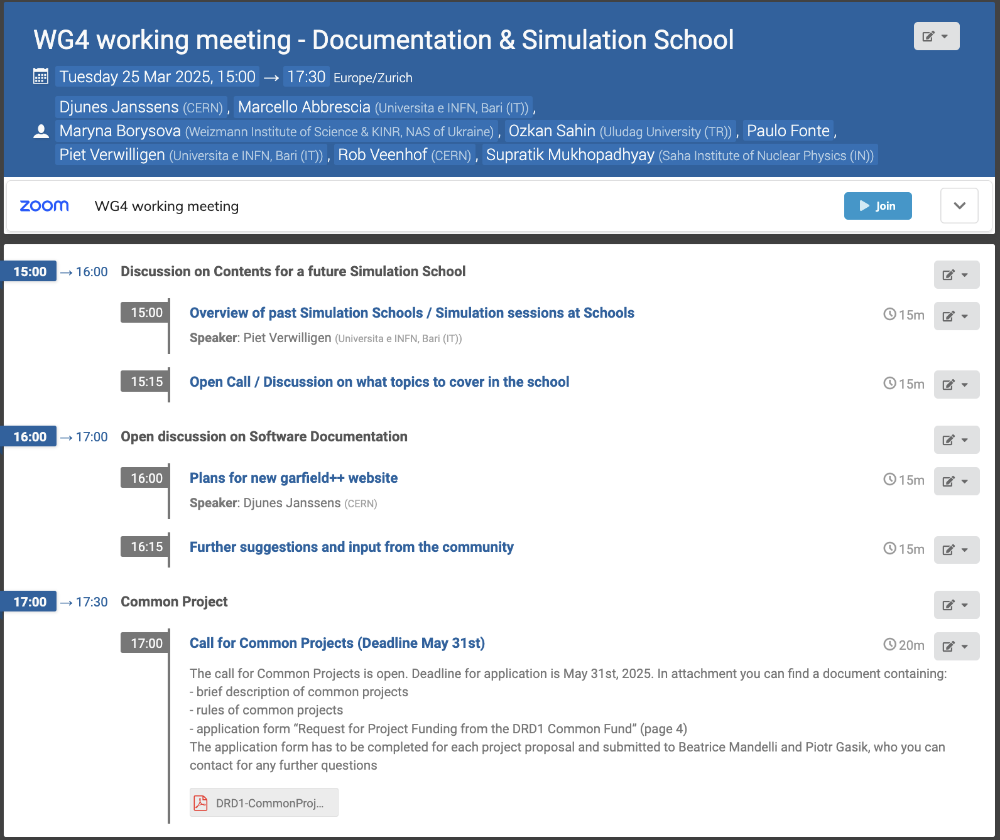 WG4 working meeting - Documentation & Simulation School
Tuesday 25 Mar 2025, 15:00 → 17:30 Europe/Zurich
Djunes Janssens (CERN) , Marcello Abbrescia (Universita e INFN, Bari (IT)) ,
Maryna Borysova (Weizmann Institute of Science & KINR, NAS of Ukraine) , Ozkan Sahin (Uludag University (TR)) , Paulo Fonte ,
Piet Verwilligen (Universita e INFN, Bari (IT)) , Rob Veenhof (CERN) , Supratik Mukhopadhyay (Saha Institute of Nuclear Physics (IN))
zoom WG4 working meeting Join
15:00 → 16:00 Discussion on Contents for a future Simulation School
15:00 Overview of past Simulation Schools / Simulation sessions at Schools 15m
Speaker: Piet Verwilligen (Universita e INFN, Bari (IT))
15:15 Open Call / Discussion on what topics to cover in the school 15m
16:00 → 17:00 Open discussion on Software Documentation
16:00 Plans for new garfield++ website 15m
Speaker: Djunes Janssens (CERN)
16:15 Further suggestions and input from the community 15m
17:00 → 17:30 Common Project
17:00 Call for Common Projects (Deadline May 31st) 20m
The call for Common Projects is open. Deadline for application is May 31st, 2025. In attachment you can find a document containing:
- brief description of common projects
- rules of common projects
- application form “Request for Project Funding from the DRD1 Common Fund” (page 4)
The application form has to be completed for each project proposal and submitted to Beatrice Mandelli and Piotr Gasik, who you can
contact for any further questions
DRD1-CommonProj...